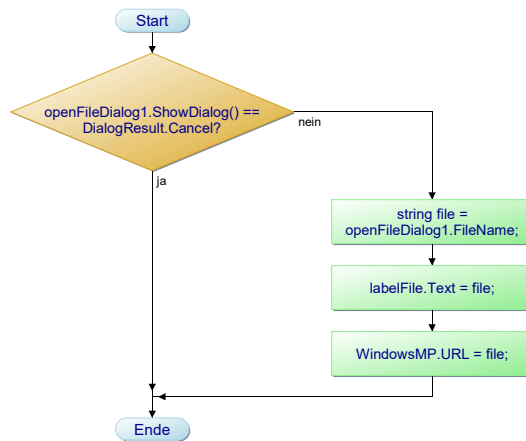 Start
openFileDialog1.ShowDialog() ==
DialogResult.Cancel?
nein
ja
string file =
openFileDialog1.FileName;
labelFile.Text = file;
WindowsMP.URL = file;
Ende